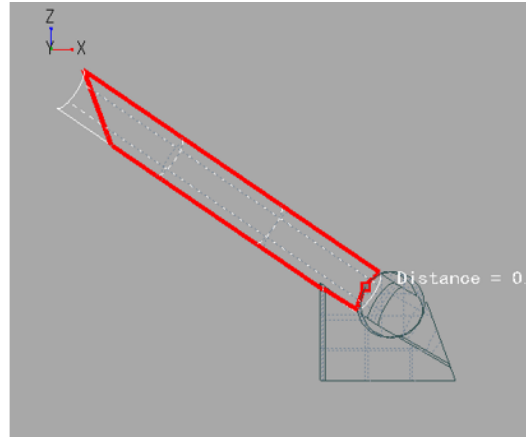 Z
Y X
Distance = 0.